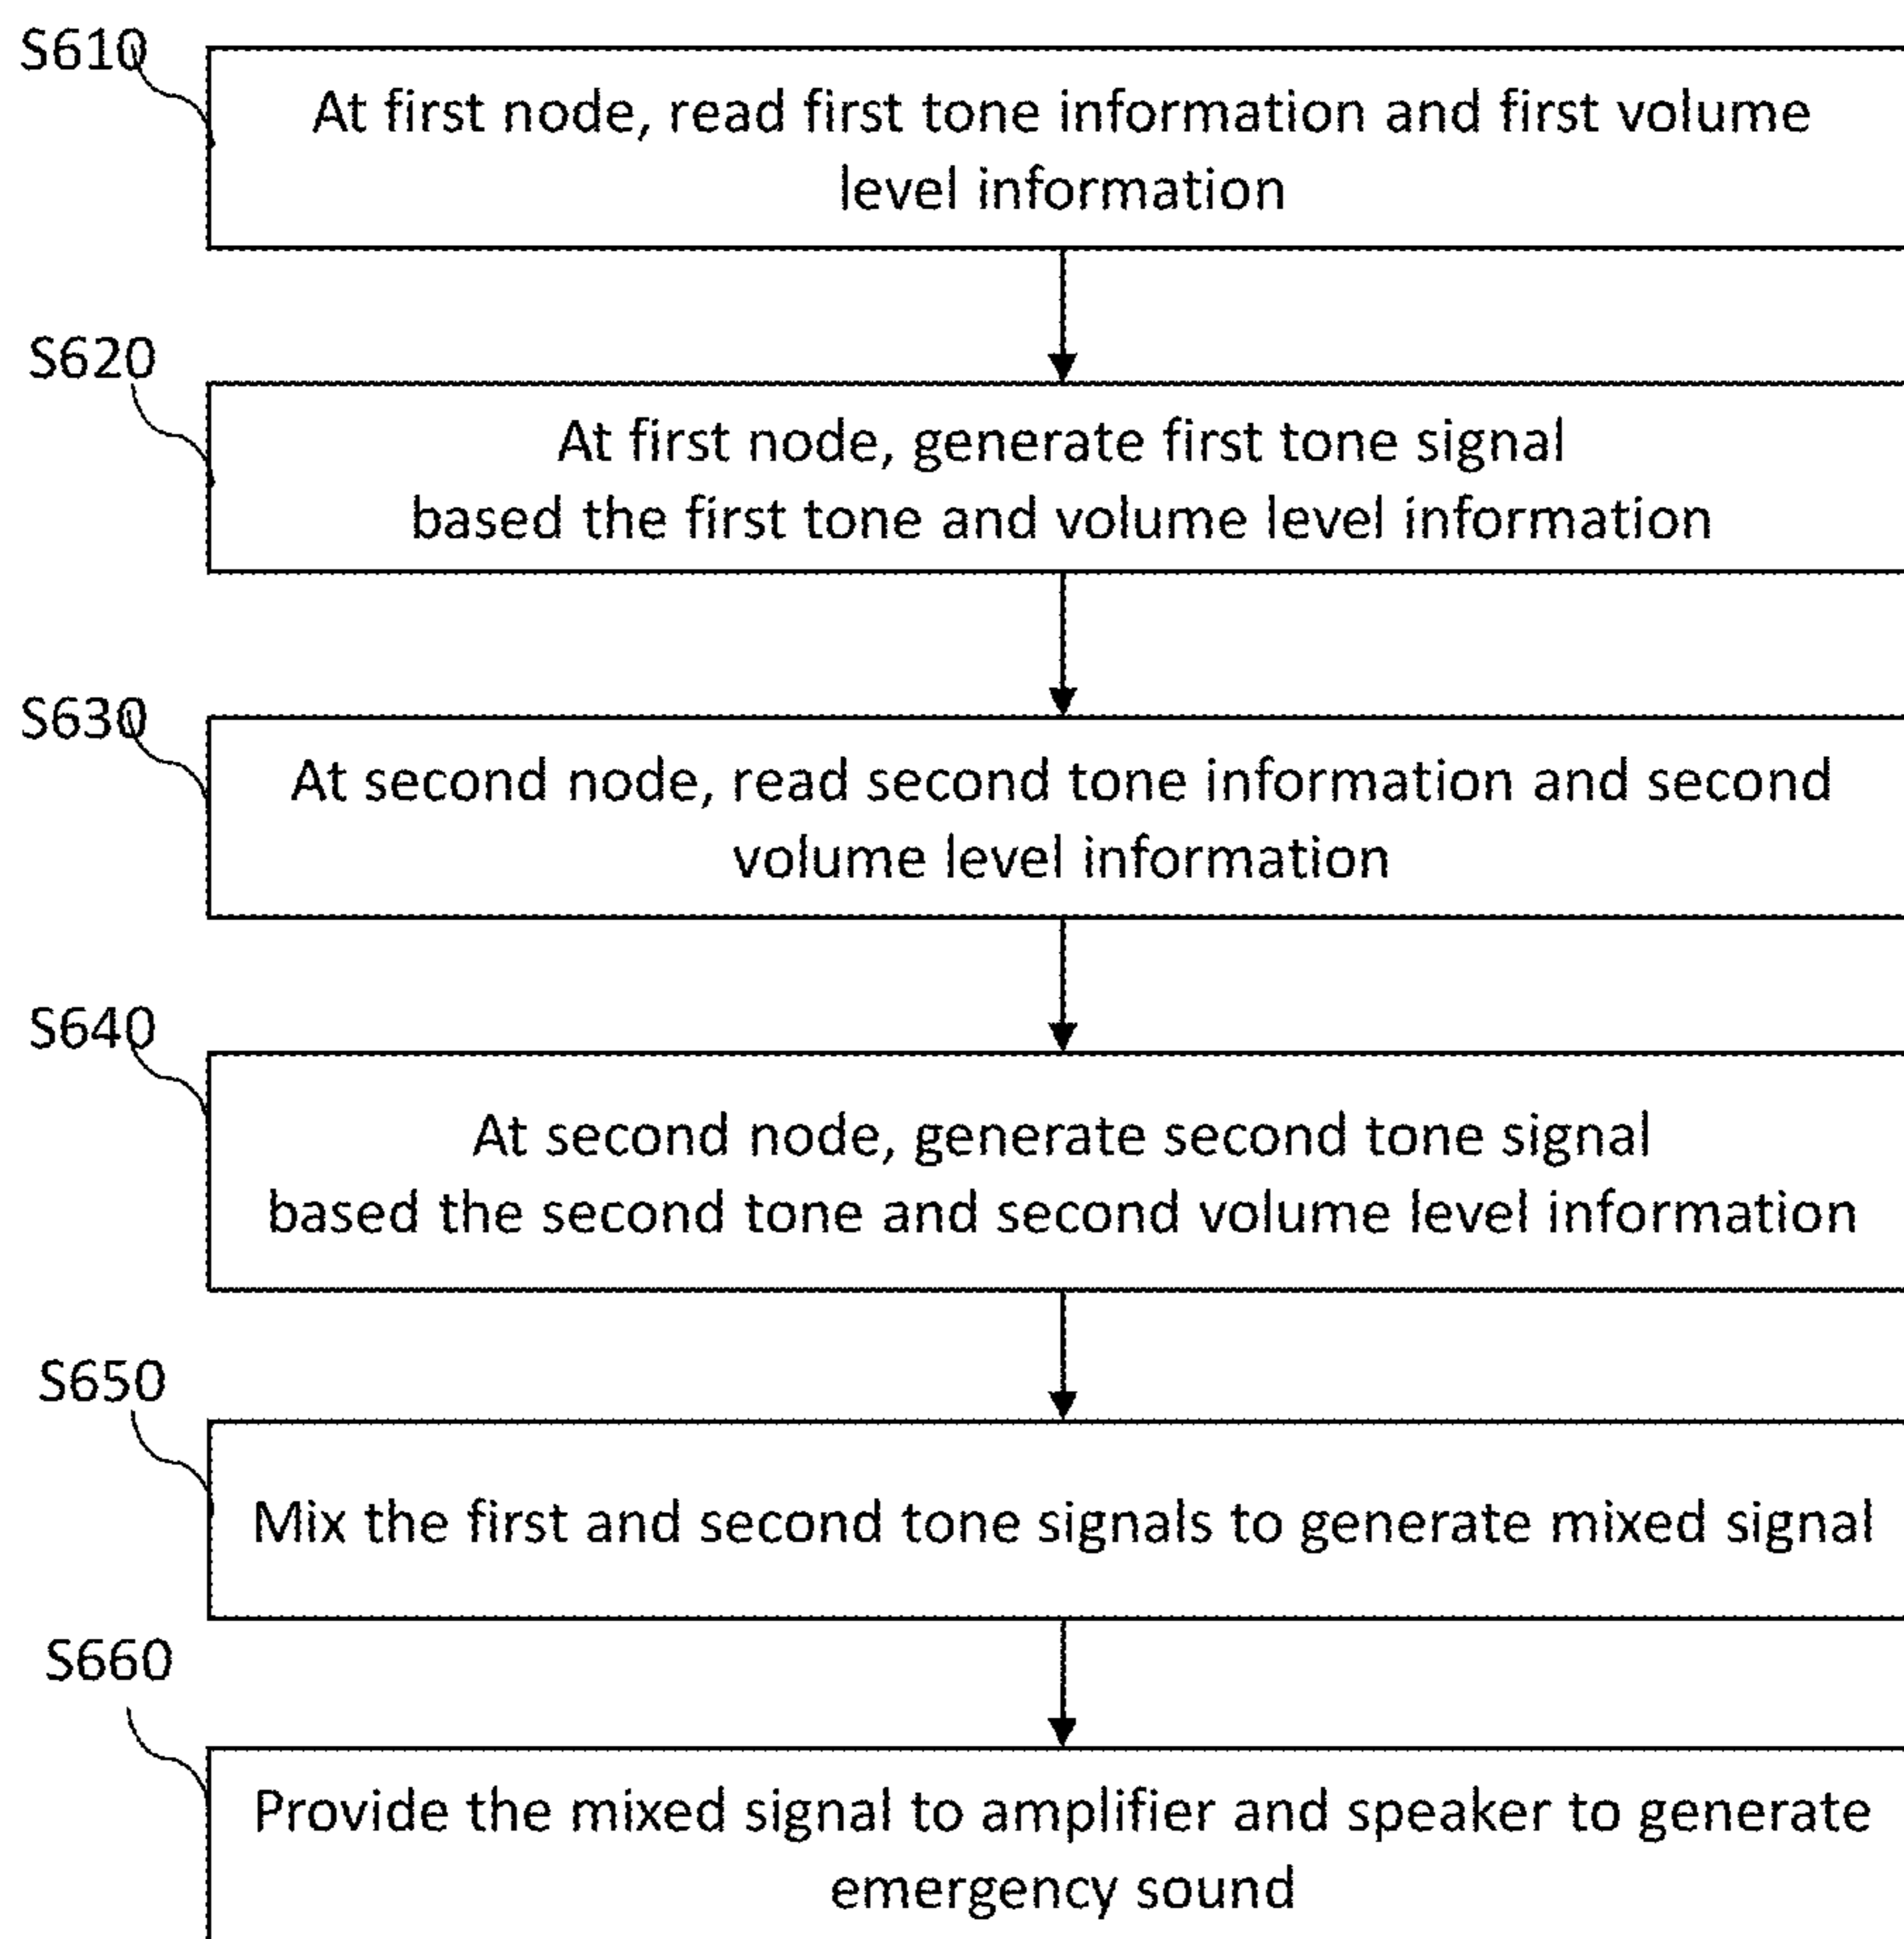 S610
At first node, read first tone information and first volume
level information
S620
At first node, generate first tone signal
based the first tone and volume level information
S630
At second node, read second tone information and second
volume level information
S640
At second node, generate second tone signal
based the second tone and second volume level information
S650
Mix the first and second tone signals to generate mixed signal
S660
Provide the mixed signal to amplifier and speaker to generate
emergency sound